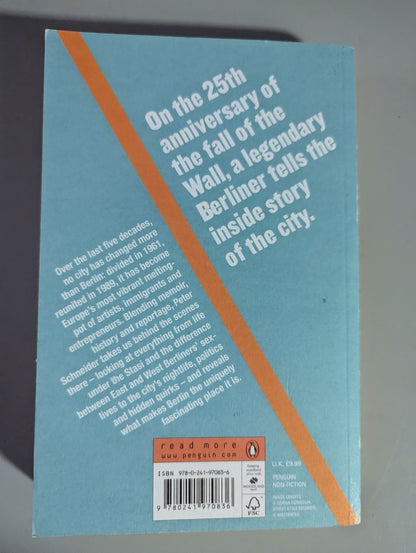 On the 25th
anniversary of
the fall of the
Wall, a legendary
Berliner tells the
inside story
of the city.
Over the last five decades,
no city has changed more
than Berlin: divided in 1961,
reunited in 1989, it has become
Europe's most vibrant melting-
pot of artists, immigrants and
entrepreneurs. Blending memoir,
history and reportage, Peter
Schneider takes us behind the scenes
there – looking at everything from life
under the Stasi and the difference
between East and West Berliners' sex-
lives to the city's nightlife, politics
and hidden quirks – and reveals
what makes Berlin the uniquely
fascinating place it is.
read more
www.penguin.com
ISBN 978-0-241-97083-6
9 780241 970836
FSC
U.K. £9.99
PENGUIN
NON-FICTION